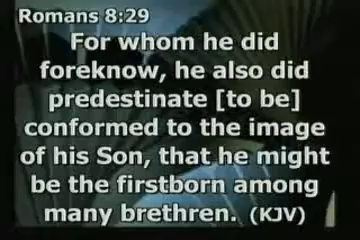 Romans 8:29
For whom he did
foreknow, he also did
predestinate [to be]
conformed to the image
of his Son, that he might
be the firstborn among
many brethren. (KJV)